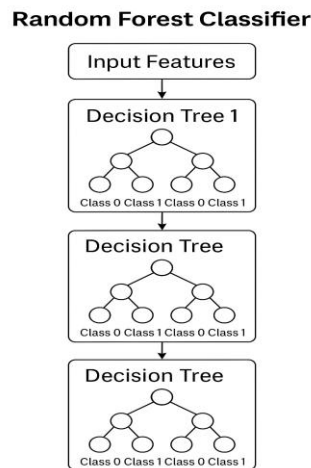 Random Forest Classifier
Input Features
Decision Tree 1
Class 0 Class 1 Class 0 Class 1
Decision Tree
Class 0 Class 1 Class 0 Class 1
Decision Tree
Class 0 Class 1 Class 0 Class 1